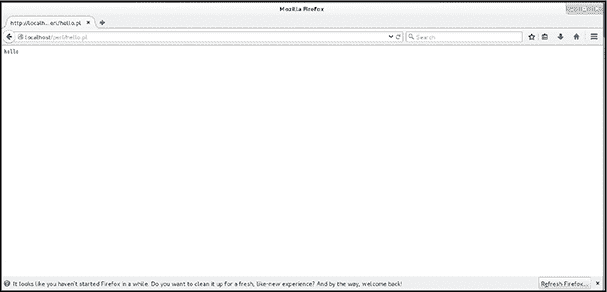 Mozilla Firefox
http://localh...erl/hello.pl
localhost/perl/hello.pl
Search
hello
It looks like you haven't started Firefox in a while. Do you want to clean it up for a fresh, like-new experience? And by the way, welcome back!
Refresh Firefox...